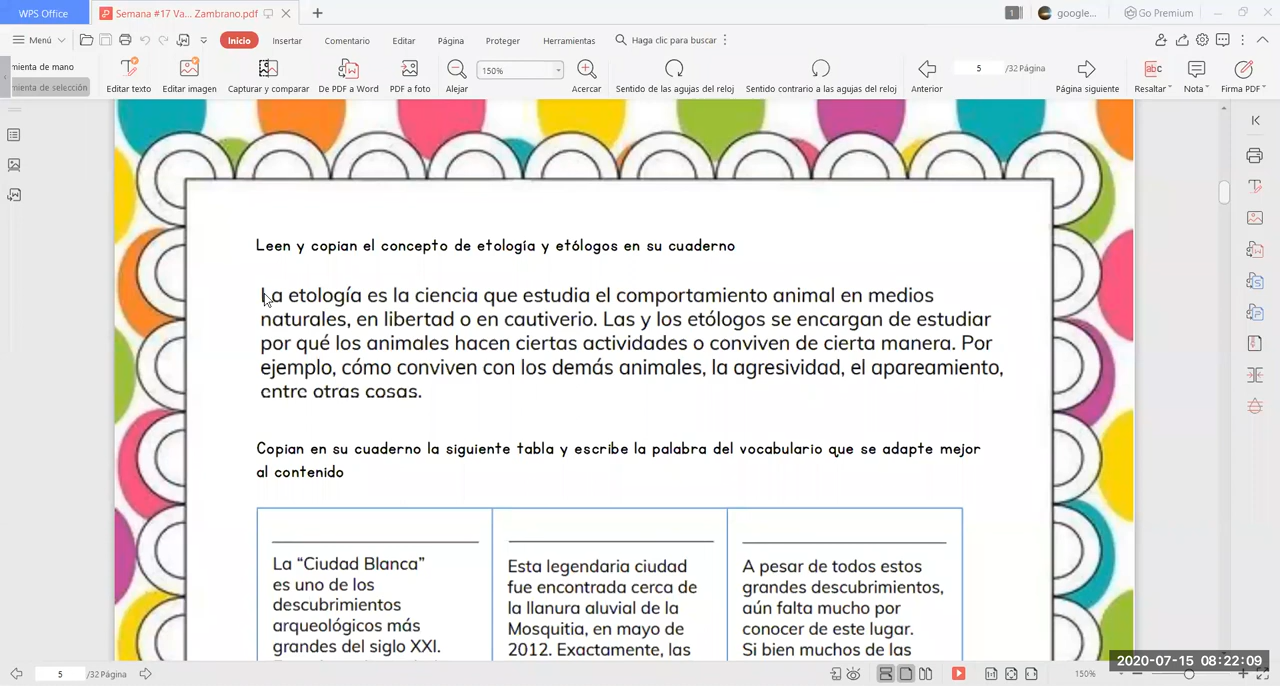 WPS Office
Semana #17 Va... Zambrano.pdf
1
google...
Go Premium
Menú
Inicio
Insertar
Comentario
Editar
Página
Proteger
Herramientas
Haga clic para buscar
mienta de mano
mienta de selección
Editar texto
Editar imagen
Capturar y comparar
De PDF a Word
PDF a foto
Alejar
150%
Acercar
Sentido de las agujas del reloj
Sentido contrario a las agujas del reloj
Anterior
5
/32 Página
Página siguiente
Resaltar
Nota
Firma PDF
Leen y copian el concepto de etología y etólogos en su cuaderno
La etología es la ciencia que estudia el comportamiento animal en medios
naturales, en libertad o en cautiverio. Las y los etólogos se encargan de estudiar
por qué los animales hacen ciertas actividades o conviven de cierta manera. Por
ejemplo, cómo conviven con los demás animales, la agresividad, el apareamiento,
entre otras cosas.
Copian en su cuaderno la siguiente tabla y escribe la palabra del vocabulario que se adapte mejor
al contenido
La “Ciudad Blanca”
es uno de los
descubrimientos
arqueológicos más
grandes del siglo XXI.
Esta legendaria ciudad
fue encontrada cerca de
la llanura aluvial de la
Mosquitia, en mayo de
2012. Exactamente, las
A pesar de todos estos
grandes descubrimientos,
aún falta mucho por
conocer de este lugar.
Si bien muchos de las
5
/32 Página
150%
2020-07-15 08:22:09